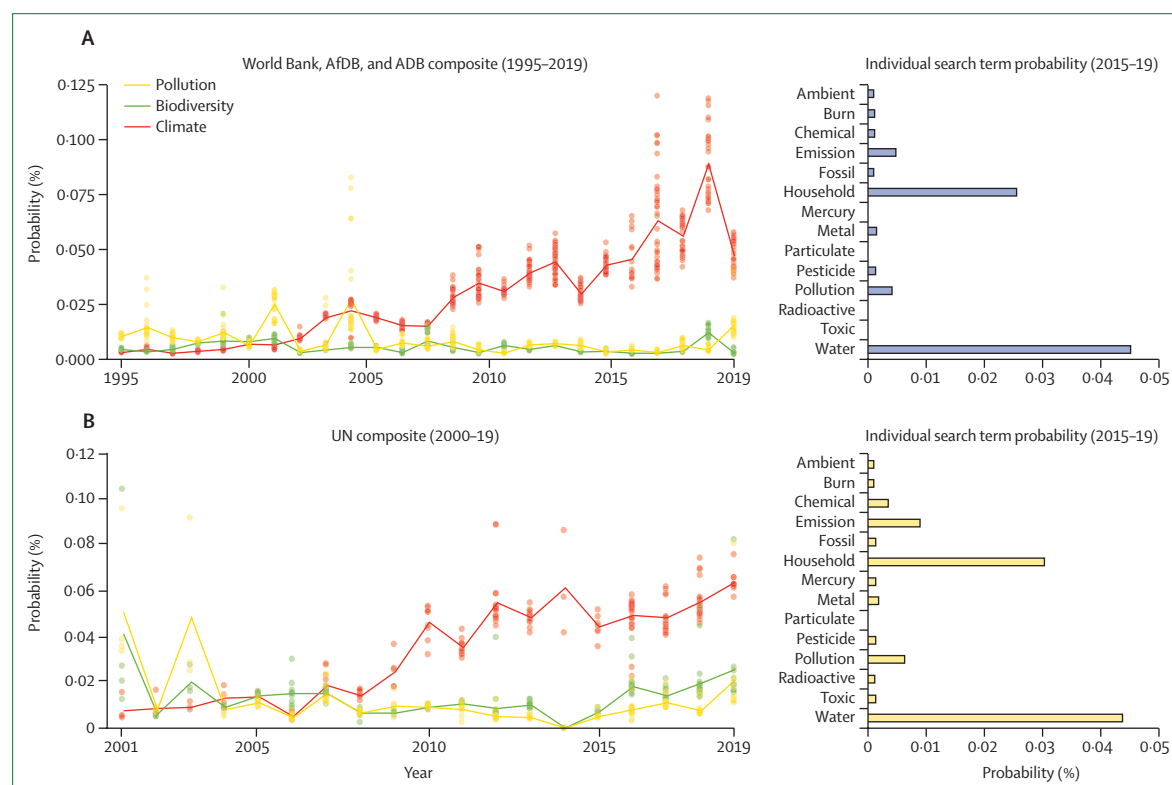 A
World Bank, AfDB, and ADB composite (1995–2019)
Individual search term probability (2015–19)
Pollution
Biodiversity
Climate
Probability (%)
0·125
0·100
0·075
0·050
0·025
0·000
1995
2000
2005
2010
2015
2019
Ambient
Burn
Chemical
Emission
Fossil
Household
Mercury
Metal
Particulate
Pesticide
Pollution
Radioactive
Toxic
Water
0
0·01
0·02
0·03
0·04
0·05
B
UN composite (2000–19)
Individual search term probability (2015–19)
Probability (%)
0·12
0·10
0·08
0·06
0·04
0·02
0
2001
2005
2010
2015
2019
Year
Ambient
Burn
Chemical
Emission
Fossil
Household
Mercury
Metal
Particulate
Pesticide
Pollution
Radioactive
Toxic
Water
0
0·01
0·02
0·03
0·04
0·05
Probability (%)